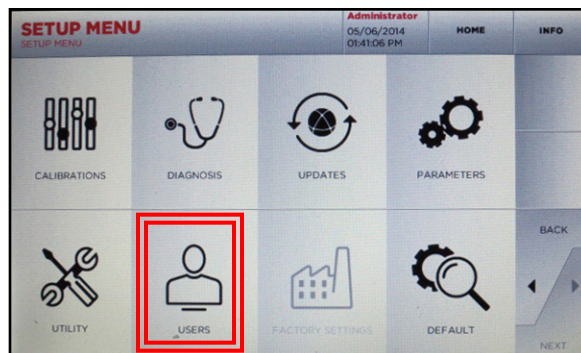 SETUP MENU
SETUP MENU
Administrator
05/06/2014
01:41:06 PM
HOME
INFO
CALIBRATIONS
DIAGNOSIS
UPDATES
PARAMETERS
BACK
UTILITY
USERS
FACTORY SETTINGS
DEFAULT
NEXT